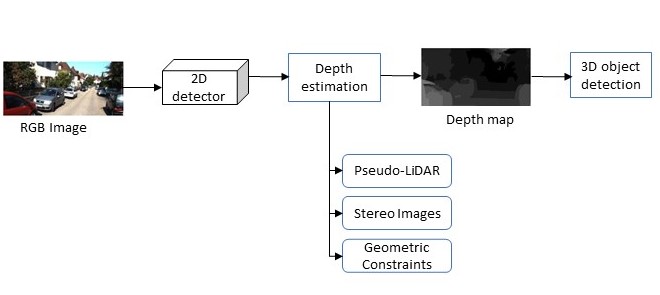 RGB Image
2D
detector
Depth
estimation
Depth map
3D object
detection
Pseudo-LiDAR
Stereo Images
Geometric
Constraints